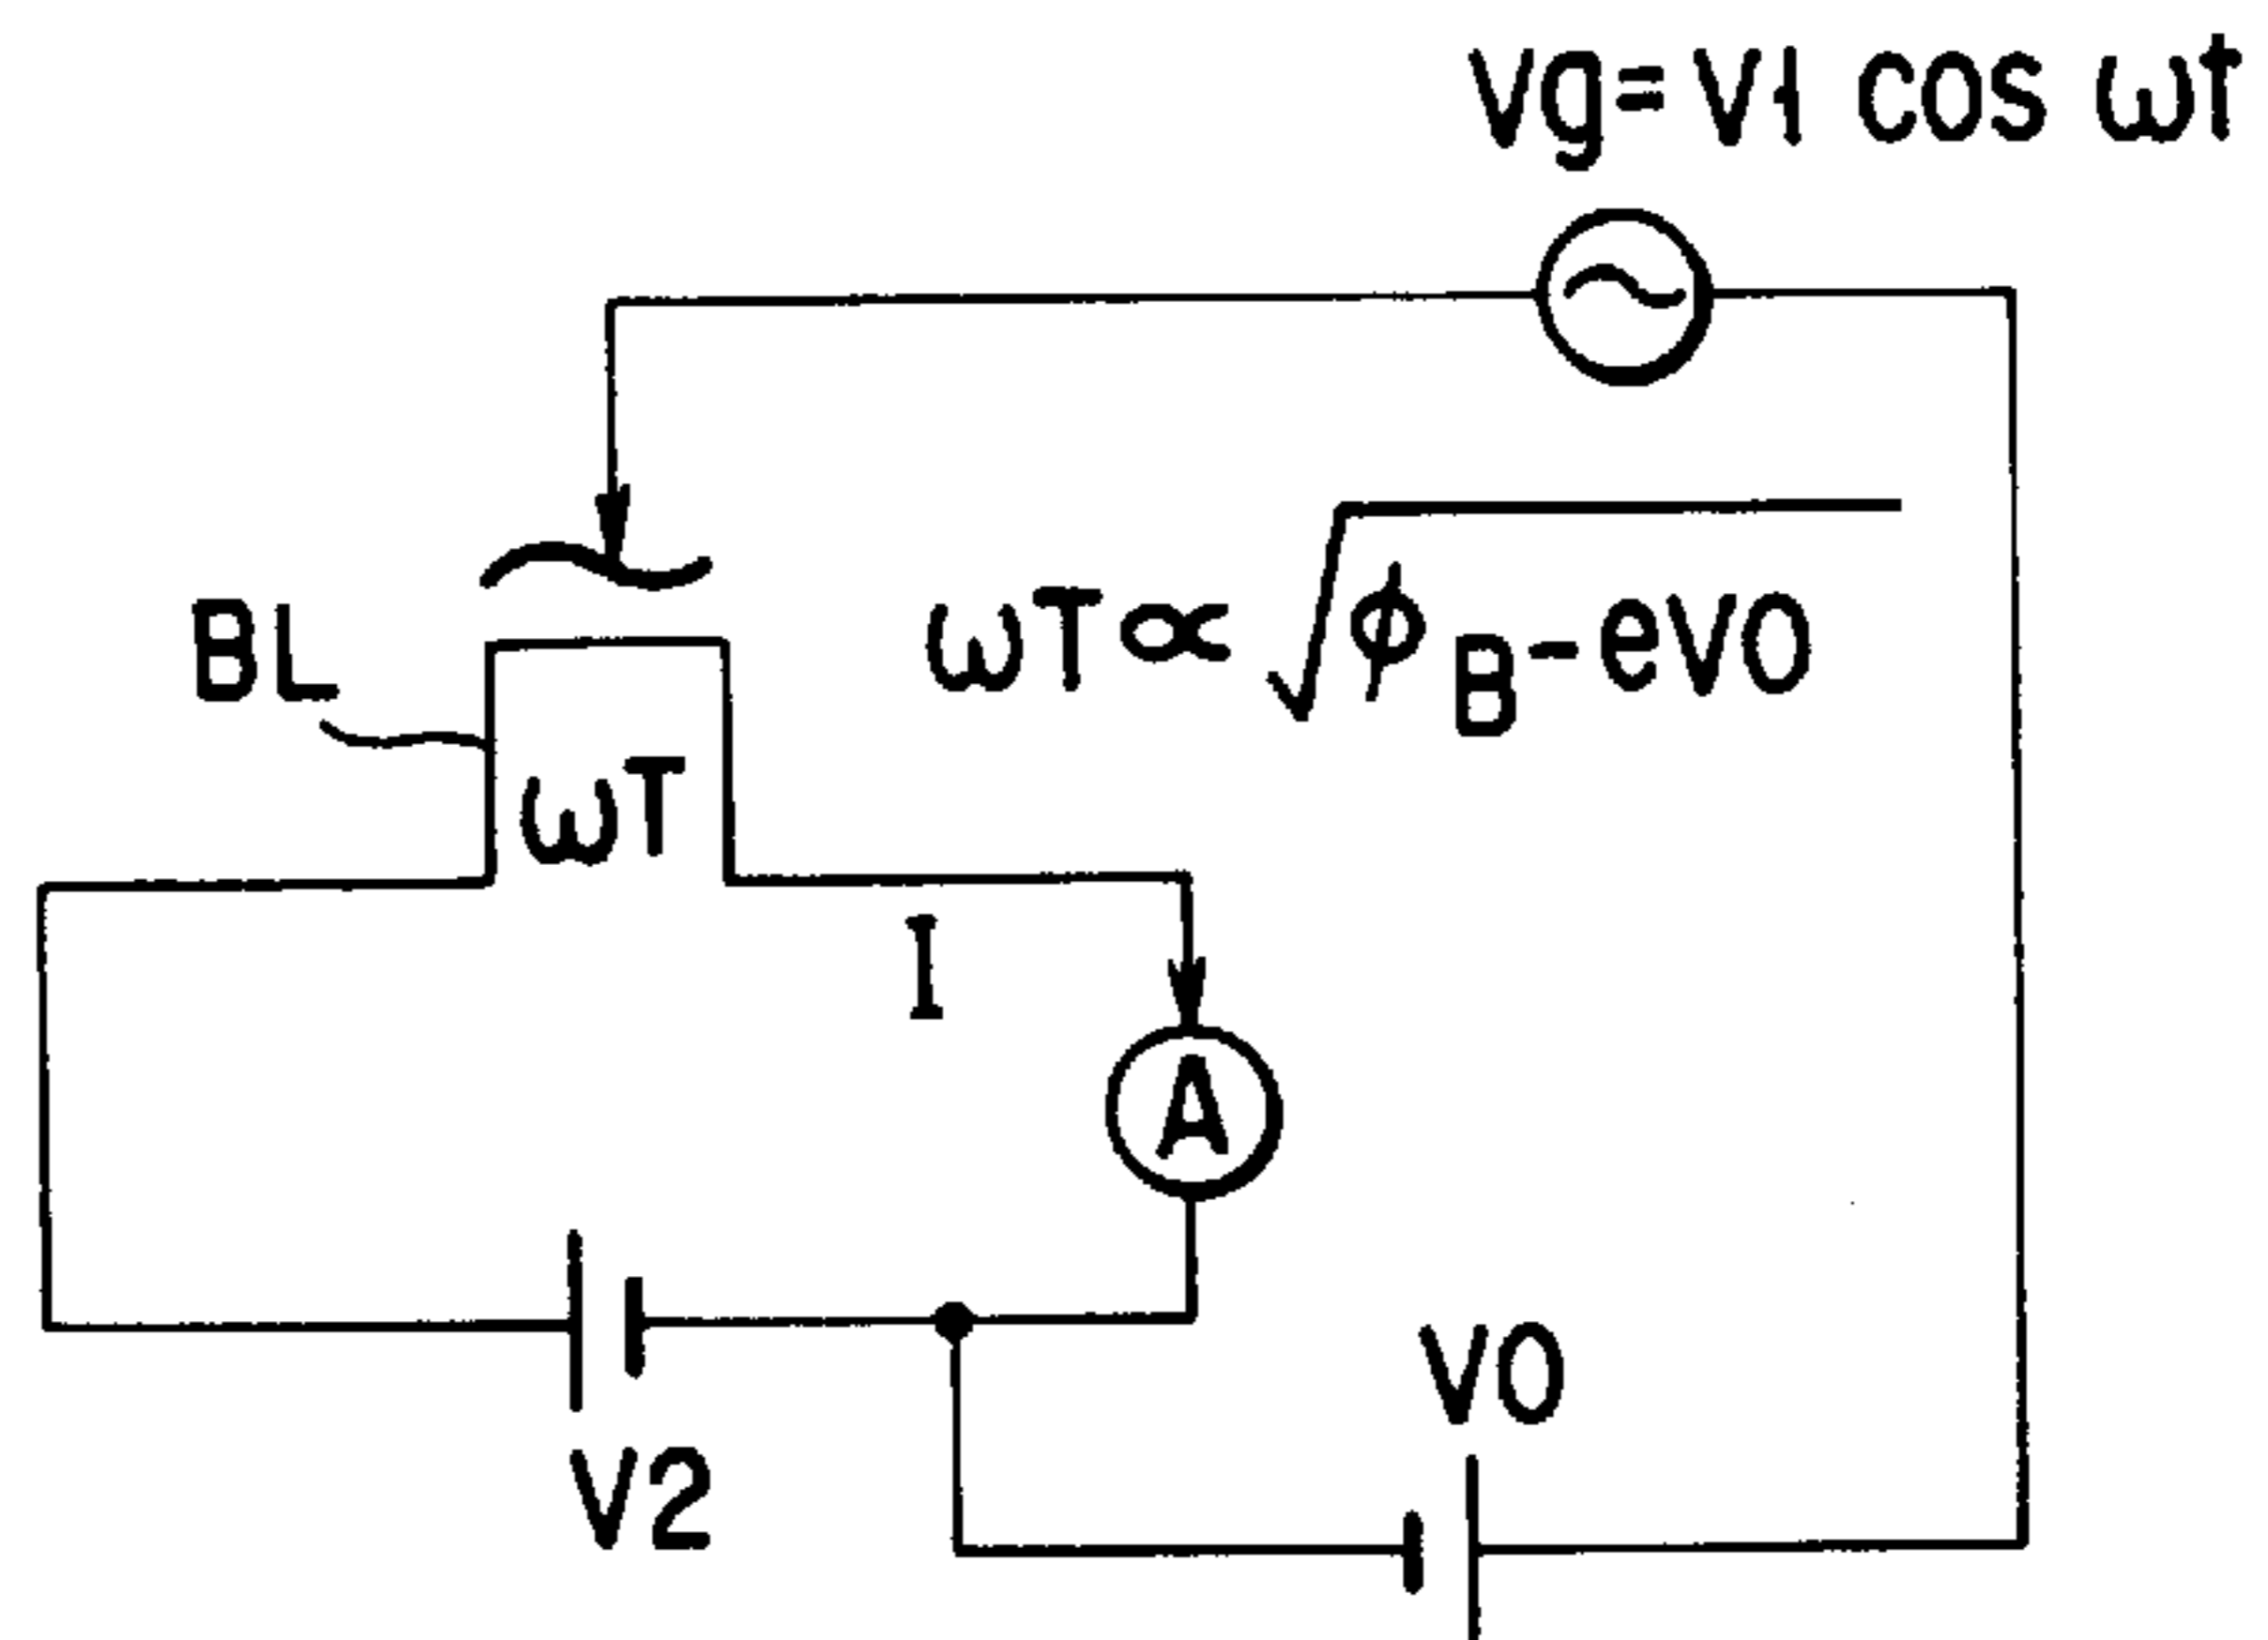 Vg= V1 cos ωt
BL
ωT∝√ϕB-eV0
ωT
I
A
V0
V2